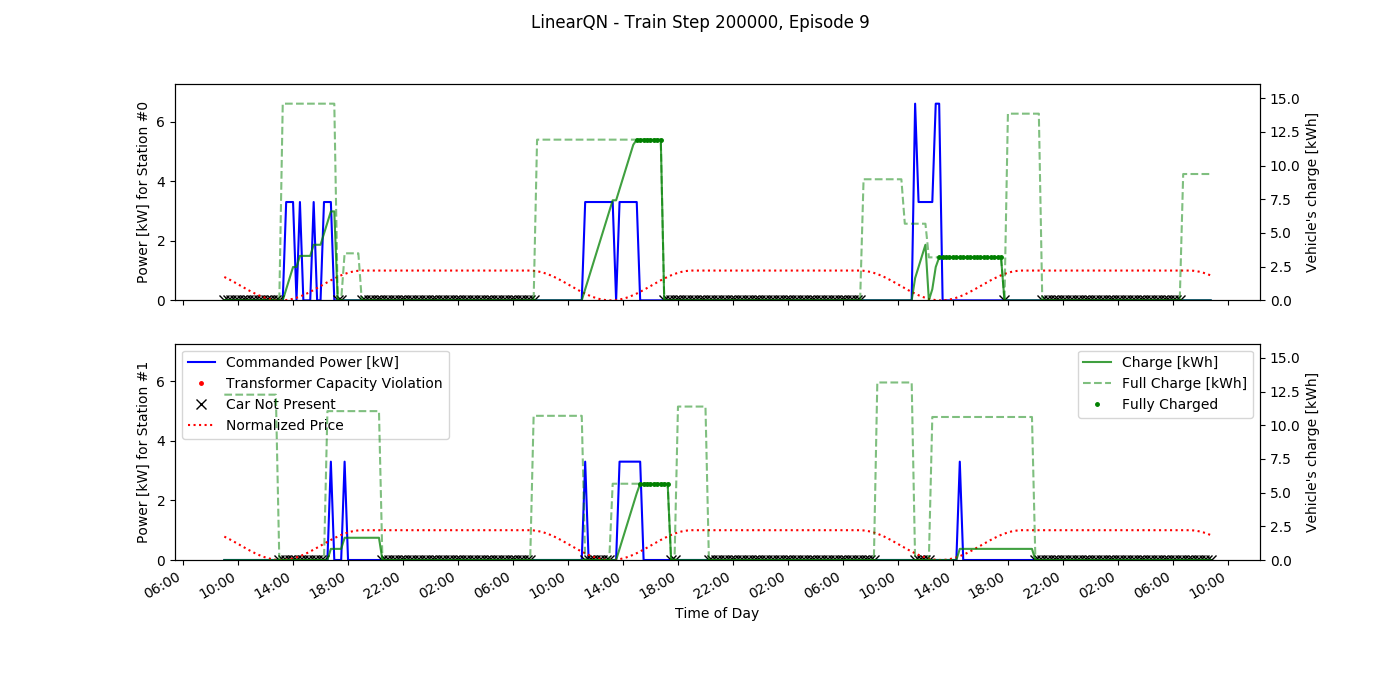 LinearQN - Train Step 200000, Episode 9
Power [kW] for Station #0
6
4
2
0
15.0
12.5
10.0
7.5
5.0
2.5
0.0
Vehicle's charge [kWh]
Power [kW] for Station #1
6
4
2
0
Commanded Power [kW]
Transformer Capacity Violation
Car Not Present
Normalized Price
Charge [kWh]
Full Charge [kWh]
Fully Charged
15.0
12.5
10.0
7.5
5.0
2.5
0.0
Vehicle's charge [kWh]
06:00 10:00 14:00 18:00 22:00 02:00 06:00 10:00 14:00 18:00 22:00 02:00 06:00 10:00 14:00 18:00 22:00 02:00 06:00 10:00
Time of Day